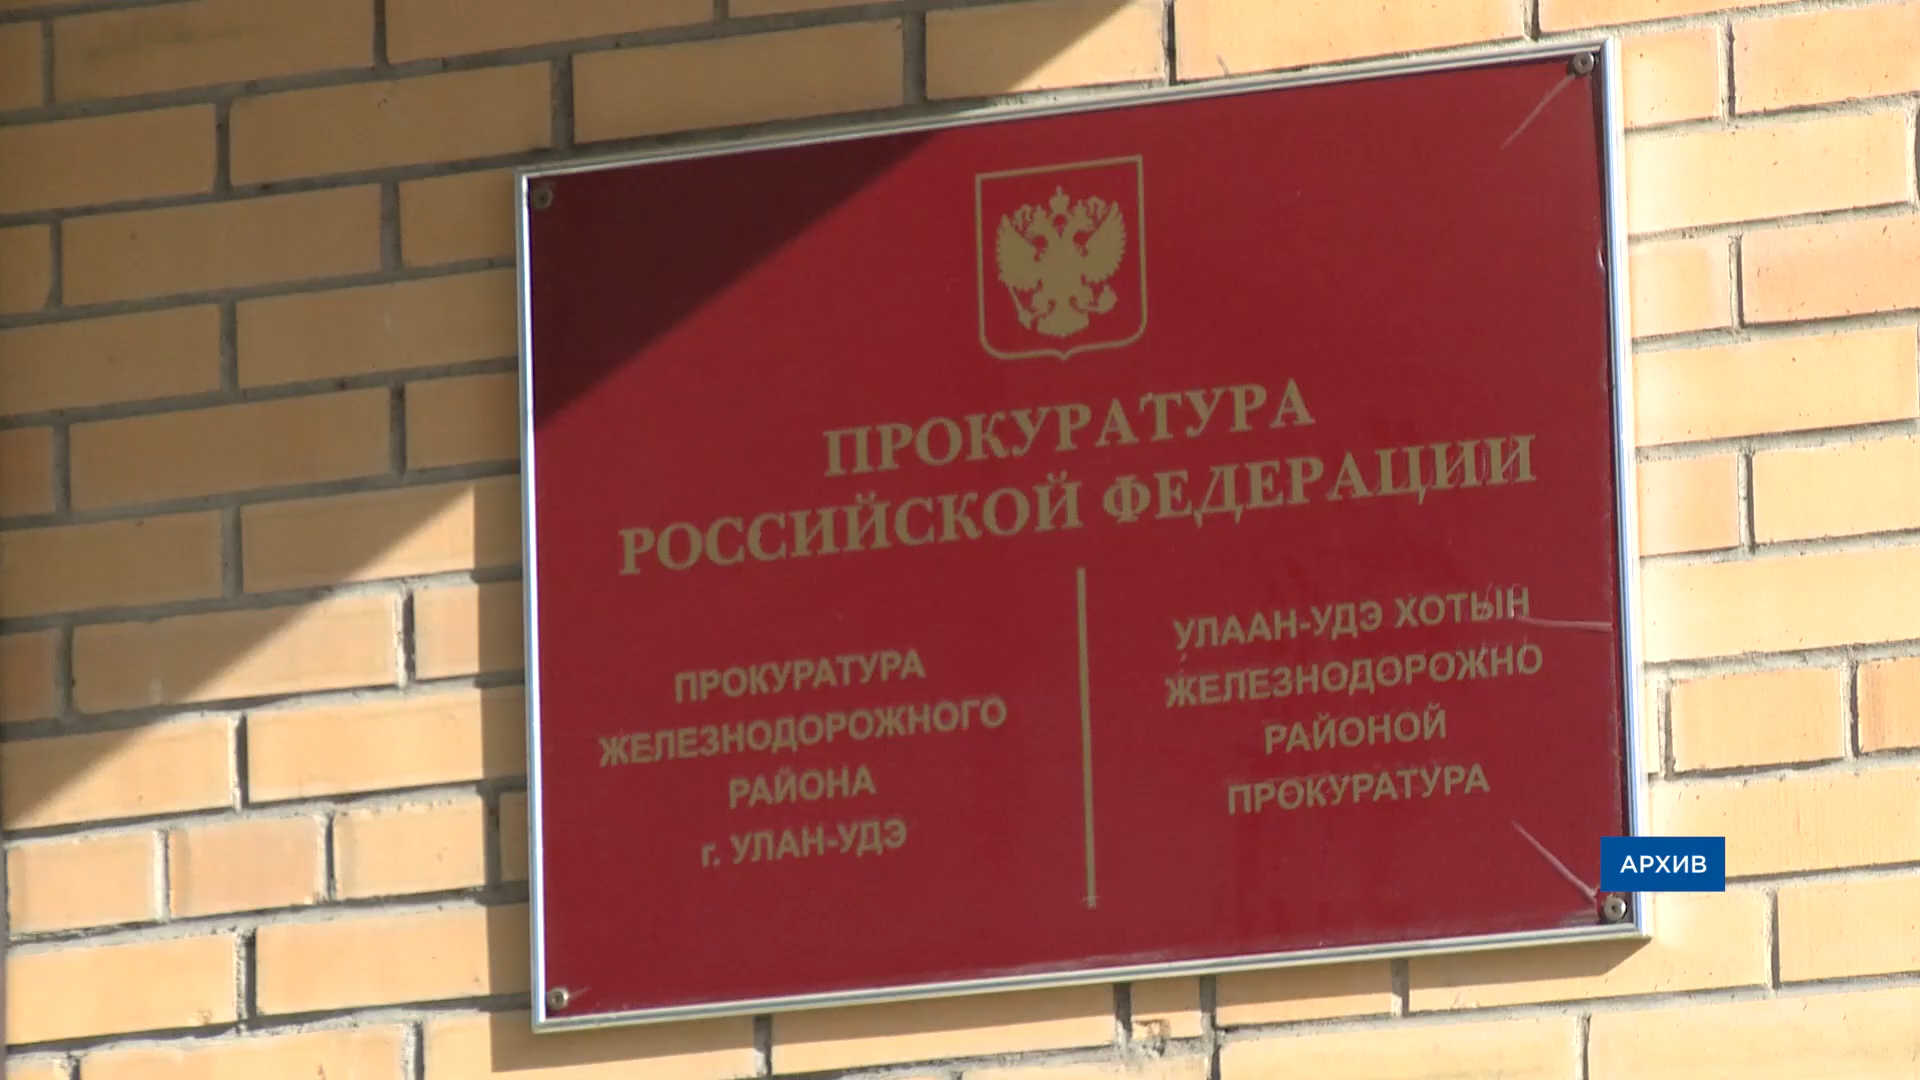 ПРОКУРАТУРА
РОССИЙСКОЙ ФЕДЕРАЦИИ
ПРОКУРАТУРА
ЖЕЛЕЗНОДОРОЖНОГО
РАЙОНА
г. УЛАН-УДЭ
УЛААН-УДЭ ХОТЫН
ЖЕЛЕЗНОДОРОЖНО
РАЙОНОЙ
ПРОКУРАТУРА
АРХИВ